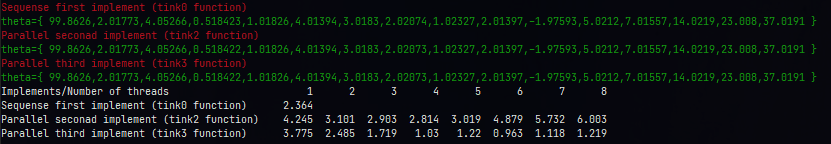 Sequense first implement (tink0 function)
theta={ 99.8626,2.01773,4.05266,0.518423,1.01826,4.01394,3.0183,2.02074,1.02327,2.01397,-1.97593,5.0212,7.01557,14.0219,23.008,37.0191 }
Parallel seconad implement (tink2 function)
theta={ 99.8626,2.01773,4.05266,0.518422,1.01826,4.01394,3.0183,2.02073,1.02327,2.01397,-1.97593,5.0212,7.01557,14.0219,23.008,37.0191 }
Parallel third implement (tink3 function)
theta={ 99.8626,2.01773,4.05266,0.518422,1.01826,4.01394,3.0183,2.02073,1.02327,2.01397,-1.97593,5.0212,7.01557,14.0219,23.008,37.0191 }
Implements/Number of threads 1 2 3 4 5 6 7 8
Sequense first implement (tink0 function) 2.364
Parallel seconad implement (tink2 function) 4.245 3.101 2.903 2.814 3.019 4.879 5.732 6.003
Parallel third implement (tink3 function) 3.775 2.485 1.719 1.03 1.22 0.963 1.118 1.219